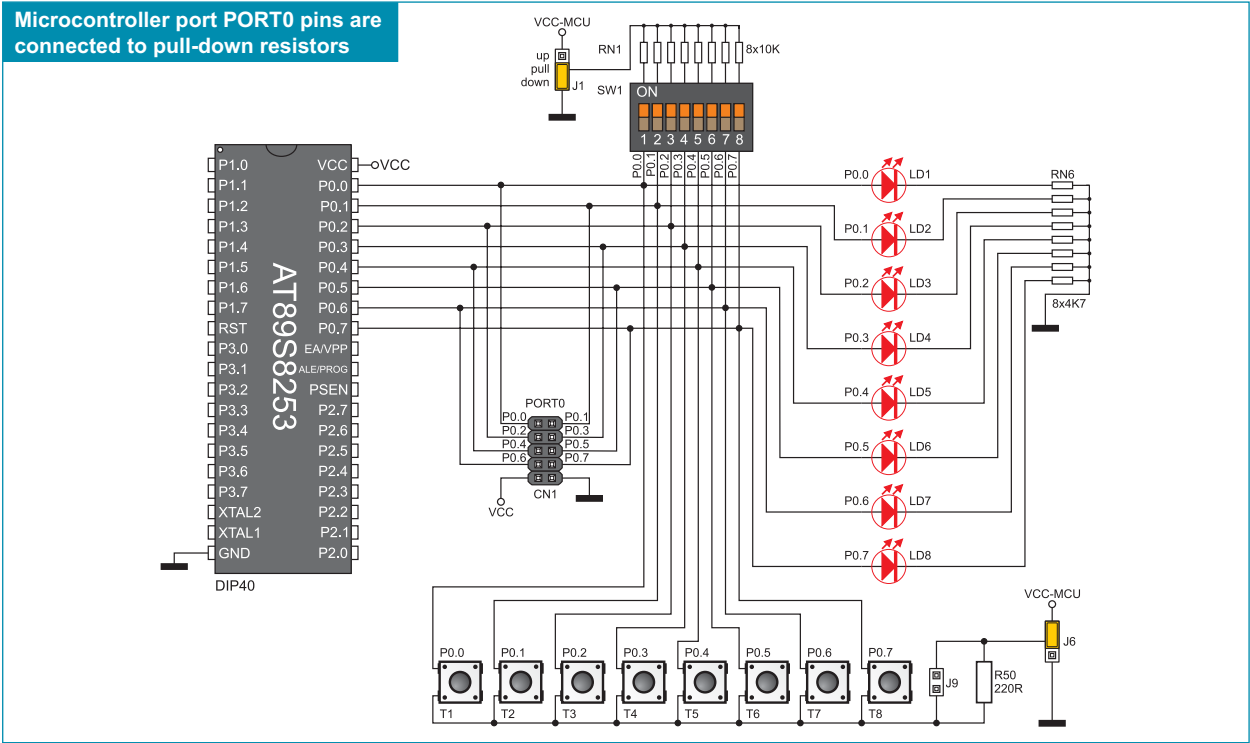 Microcontroller port PORT0 pins are
connected to pull-down resistors
VCC-MCU
up
pull
down
J1
RN1
8x10K
SW1
ON
1 2 3 4 5 6 7 8
P0.0
P0.1
P0.2
P0.3
P0.4
P0.5
P0.6
P0.7
AT89S8253
P1.0
P1.1
P1.2
P1.3
P1.4
P1.5
P1.6
P1.7
RST
P3.0
P3.1
P3.2
P3.3
P3.4
P3.5
P3.6
P3.7
XTAL2
XTAL1
GND
VCC
VCC
P0.0
P0.1
P0.2
P0.3
P0.4
P0.5
P0.6
P0.7
EA/VPP
ALE/PROG
PSEN
P2.7
P2.6
P2.5
P2.4
P2.3
P2.2
P2.1
P2.0
DIP40
PORT0
P0.0 P0.1
P0.2 P0.3
P0.4 P0.5
P0.6 P0.7
CN1
VCC
P0.0 LD1
P0.1 LD2
P0.2 LD3
P0.3 LD4
P0.4 LD5
P0.5 LD6
P0.6 LD7
P0.7 LD8
RN6
8x4K7
P0.0 P0.1 P0.2 P0.3 P0.4 P0.5 P0.6 P0.7
T1 T2 T3 T4 T5 T6 T7 T8
J9
R50
220R
VCC-MCU
J6